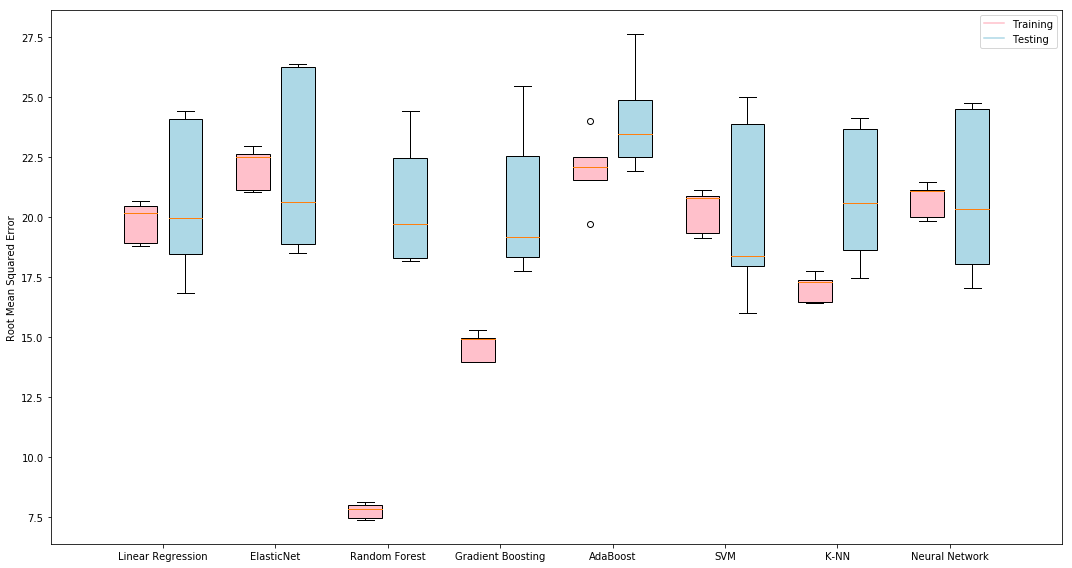 Training
Testing
Root Mean Squared Error
27.5
25.0
22.5
20.0
17.5
15.0
12.5
10.0
7.5
Linear Regression
ElasticNet
Random Forest
Gradient Boosting
AdaBoost
SVM
K-NN
Neural Network